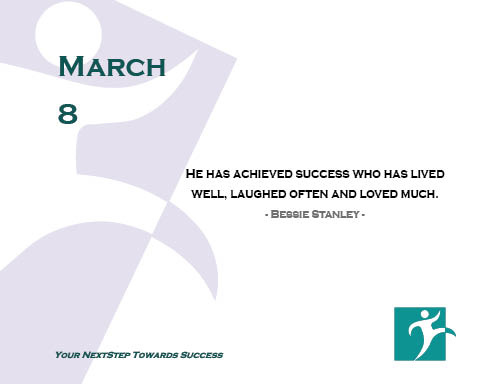 March
8
He has achieved success who has lived
well, laughed often and loved much.
- Bessie Stanley -
Your NextStep Towards Success